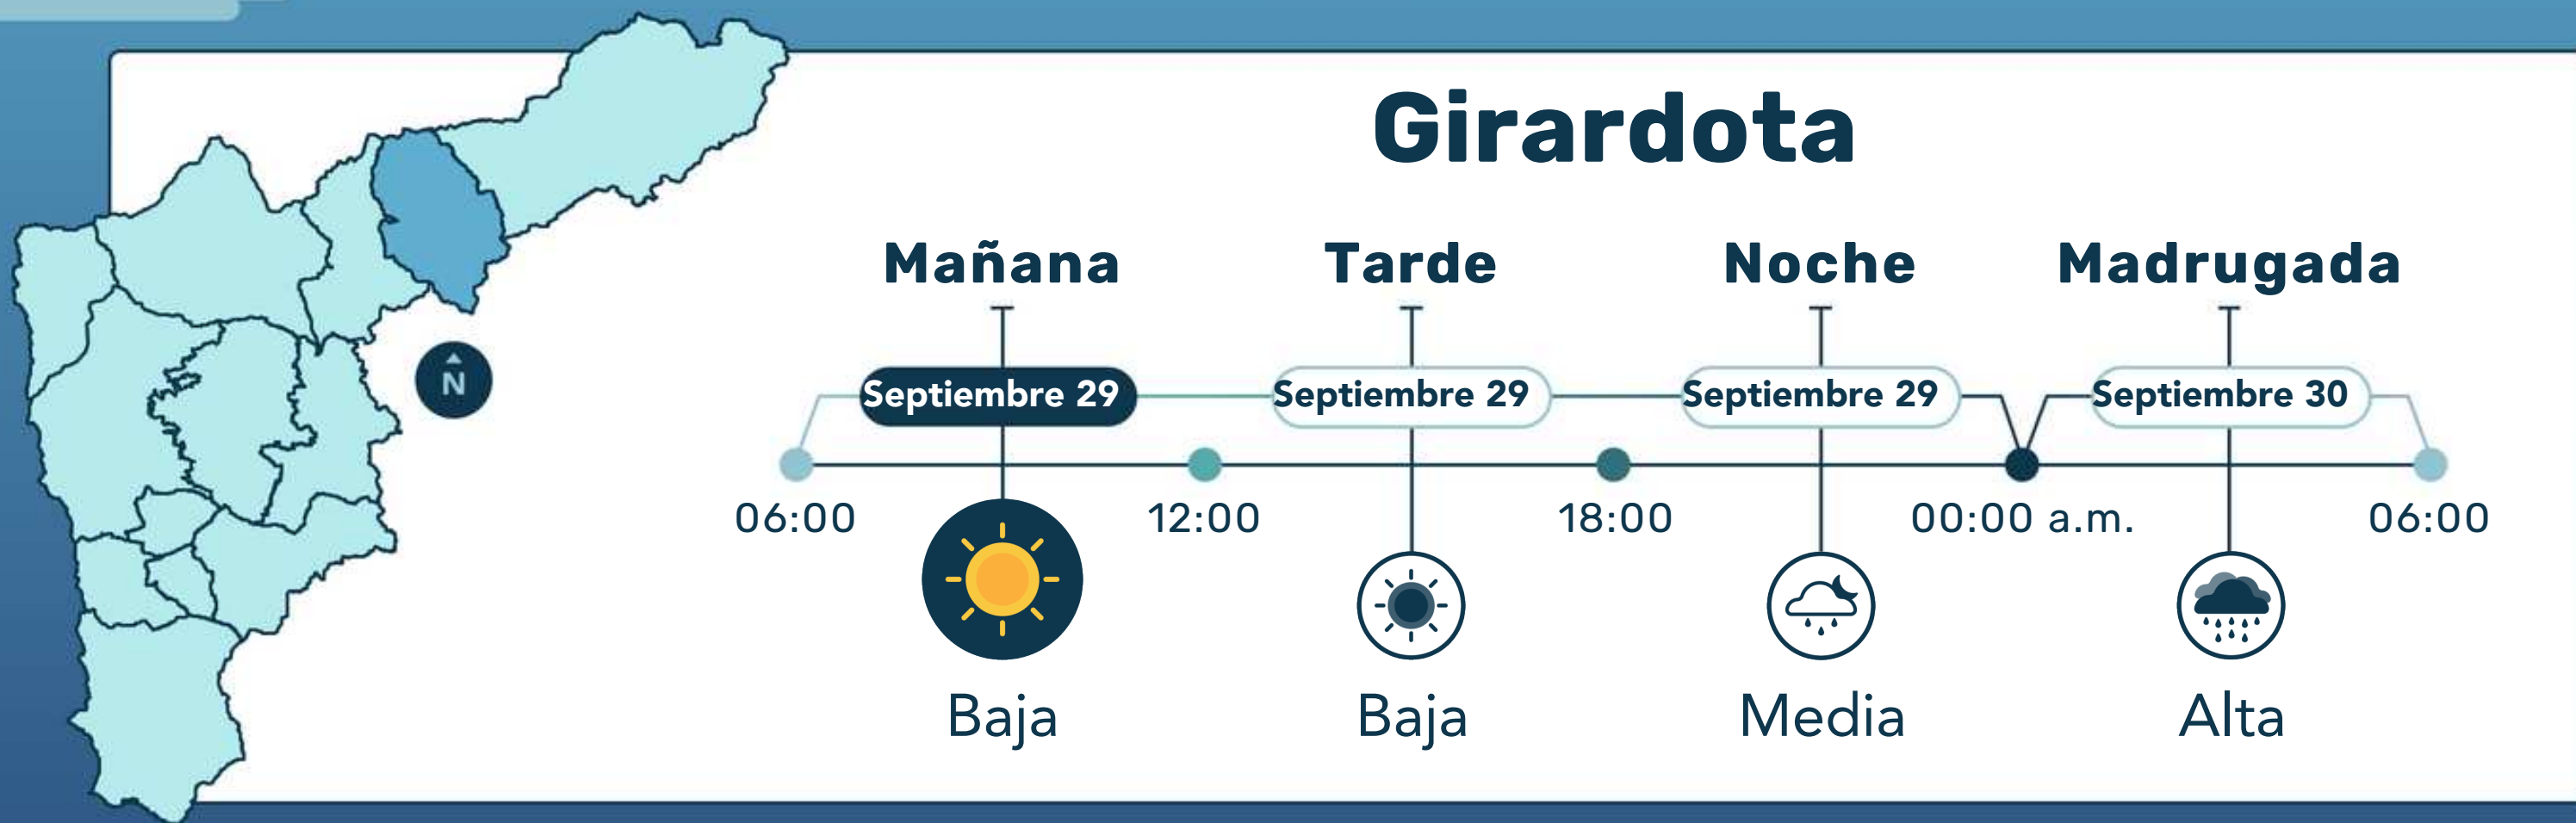 Girardota
Mañana Tarde Noche Madrugada
N
Septiembre 29 Septiembre 29 Septiembre 29 Septiembre 30
06:00 12:00 18:00 00:00 a.m. 06:00
Baja Baja Media Alta